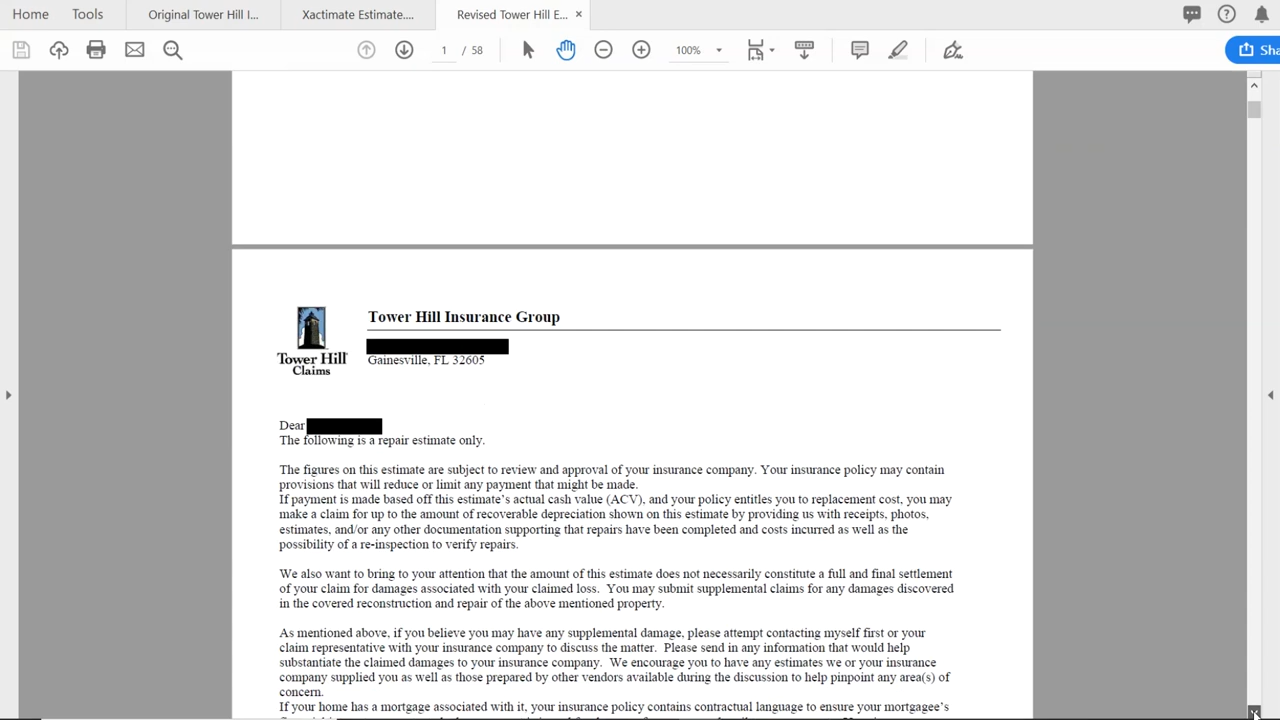 Home
Tools
Original Tower Hill I...
Xactimate Estimate....
Revised Tower Hill E...
1 / 58
100%
Sha
Tower Hill
Claims
Tower Hill Insurance Group
Gainesville, FL 32605
Dear
The following is a repair estimate only.
The figures on this estimate are subject to review and approval of your insurance company. Your insurance policy may contain
provisions that will reduce or limit any payment that might be made.
If payment is made based off this estimate’s actual cash value (ACV), and your policy entitles you to replacement cost, you may
make a claim for up to the amount of recoverable depreciation shown on this estimate by providing us with receipts, photos,
estimates, and/or any other documentation supporting that repairs have been completed and costs incurred as well as the
possibility of a re-inspection to verify repairs.
We also want to bring to your attention that the amount of this estimate does not necessarily constitute a full and final settlement
of your claim for damages associated with your claimed loss. You may submit supplemental claims for any damages discovered
in the covered reconstruction and repair of the above mentioned property.
As mentioned above, if you believe you may have any supplemental damage, please attempt contacting myself first or your
claim representative with your insurance company to discuss the matter. Please send in any information that would help
substantiate the claimed damages to your insurance company. We encourage you to have any estimates we or your insurance
company supplied you as well as those prepared by other vendors available during the discussion to help pinpoint any area(s) of
concern.
If your home has a mortgage associated with it, your insurance policy contains contractual language to ensure your mortgagee’s